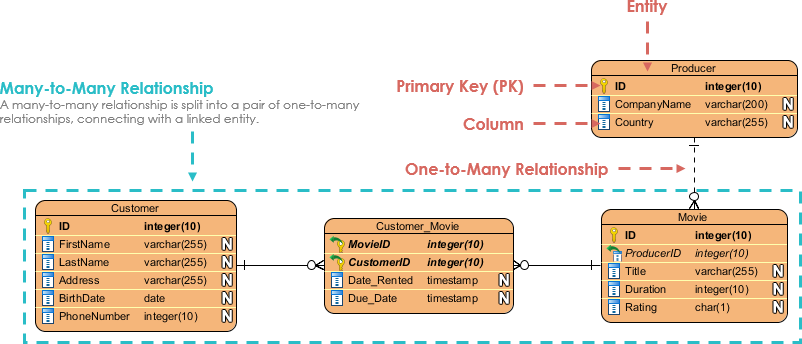 Entity
Producer
Primary Key (PK)
ID integer(10)
CompanyName varchar(200) N
Column
Country varchar(255) N
Many-to-Many Relationship
A many-to-many relationship is split into a pair of one-to-many
relationships, connecting with a linked entity.
One-to-Many Relationship
Customer
ID integer(10)
FirstName varchar(255) N
LastName varchar(255) N
Address varchar(255) N
BirthDate date N
PhoneNumber integer(10) N
Customer_Movie
MovieID integer(10)
CustomerID integer(10)
Date_Rented timestamp N
Due_Date timestamp N
Movie
ID integer(10)
ProducerID integer(10)
Title varchar(255) N
Duration integer(10) N
Rating char(1) N